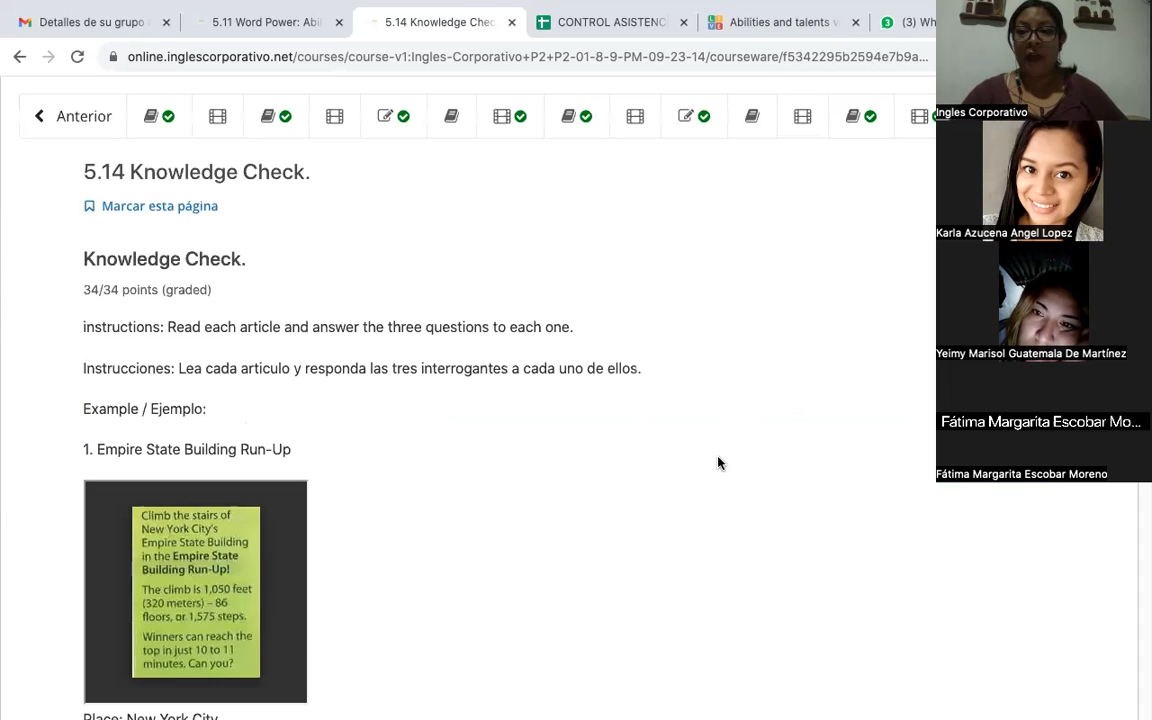 Detalles de su grupo
5.11 Word Power: Abi
5.14 Knowledge Chec
CONTROL ASISTENC
Abilities and talents v
(3) Wh
online.inglescorporativo.net/courses/course-v1:Ingles-Corporativo+P2+P2-01-8-9-PM-09-23-14/courseware/f5342295b2594e7b9a...
Anterior
5.14 Knowledge Check.
Marcar esta página
Knowledge Check.
34/34 points (graded)
instructions: Read each article and answer the three questions to each one.
Instrucciones: Lea cada articulo y responda las tres interrogantes a cada uno de ellos.
Example / Ejemplo:
1. Empire State Building Run-Up
Climb the stairs of
New York City's
Empire State Building
in the Empire State
Building Run-Up!
The climb is 1,050 feet
(320 meters) – 86
floors, or 1,575 steps.
Winners can reach the
top in just 10 to 11
minutes. Can you?
Place: New York City
Ingles Corporativo
Karla Azucena Angel Lopez
Yeimy Marisol Guatemala De Martínez
Fátima Margarita Escobar Mo...
Fátima Margarita Escobar Moreno